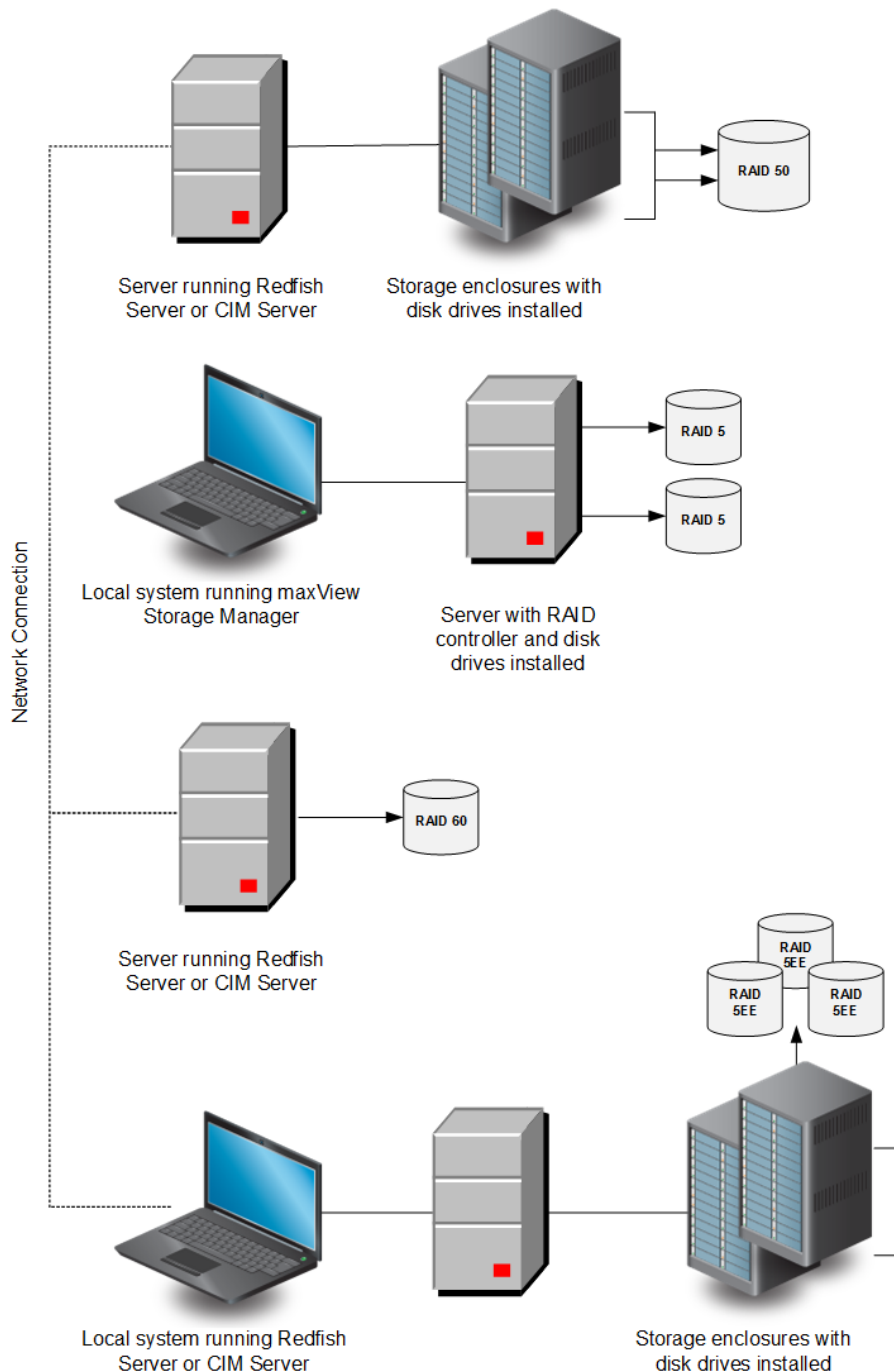 Server running Redfish
Server or CIM Server
Storage enclosures with
disk drives installed
RAID 50
Local system running maxView
Storage Manager
Server with RAID
controller and disk
drives installed
RAID 5
RAID 5
Network Connection
RAID 60
Server running Redfish
Server or CIM Server
RAID
5EE
RAID
5EE
RAID
5EE
Local system running Redfish
Server or CIM Server
Storage enclosures with
disk drives installed